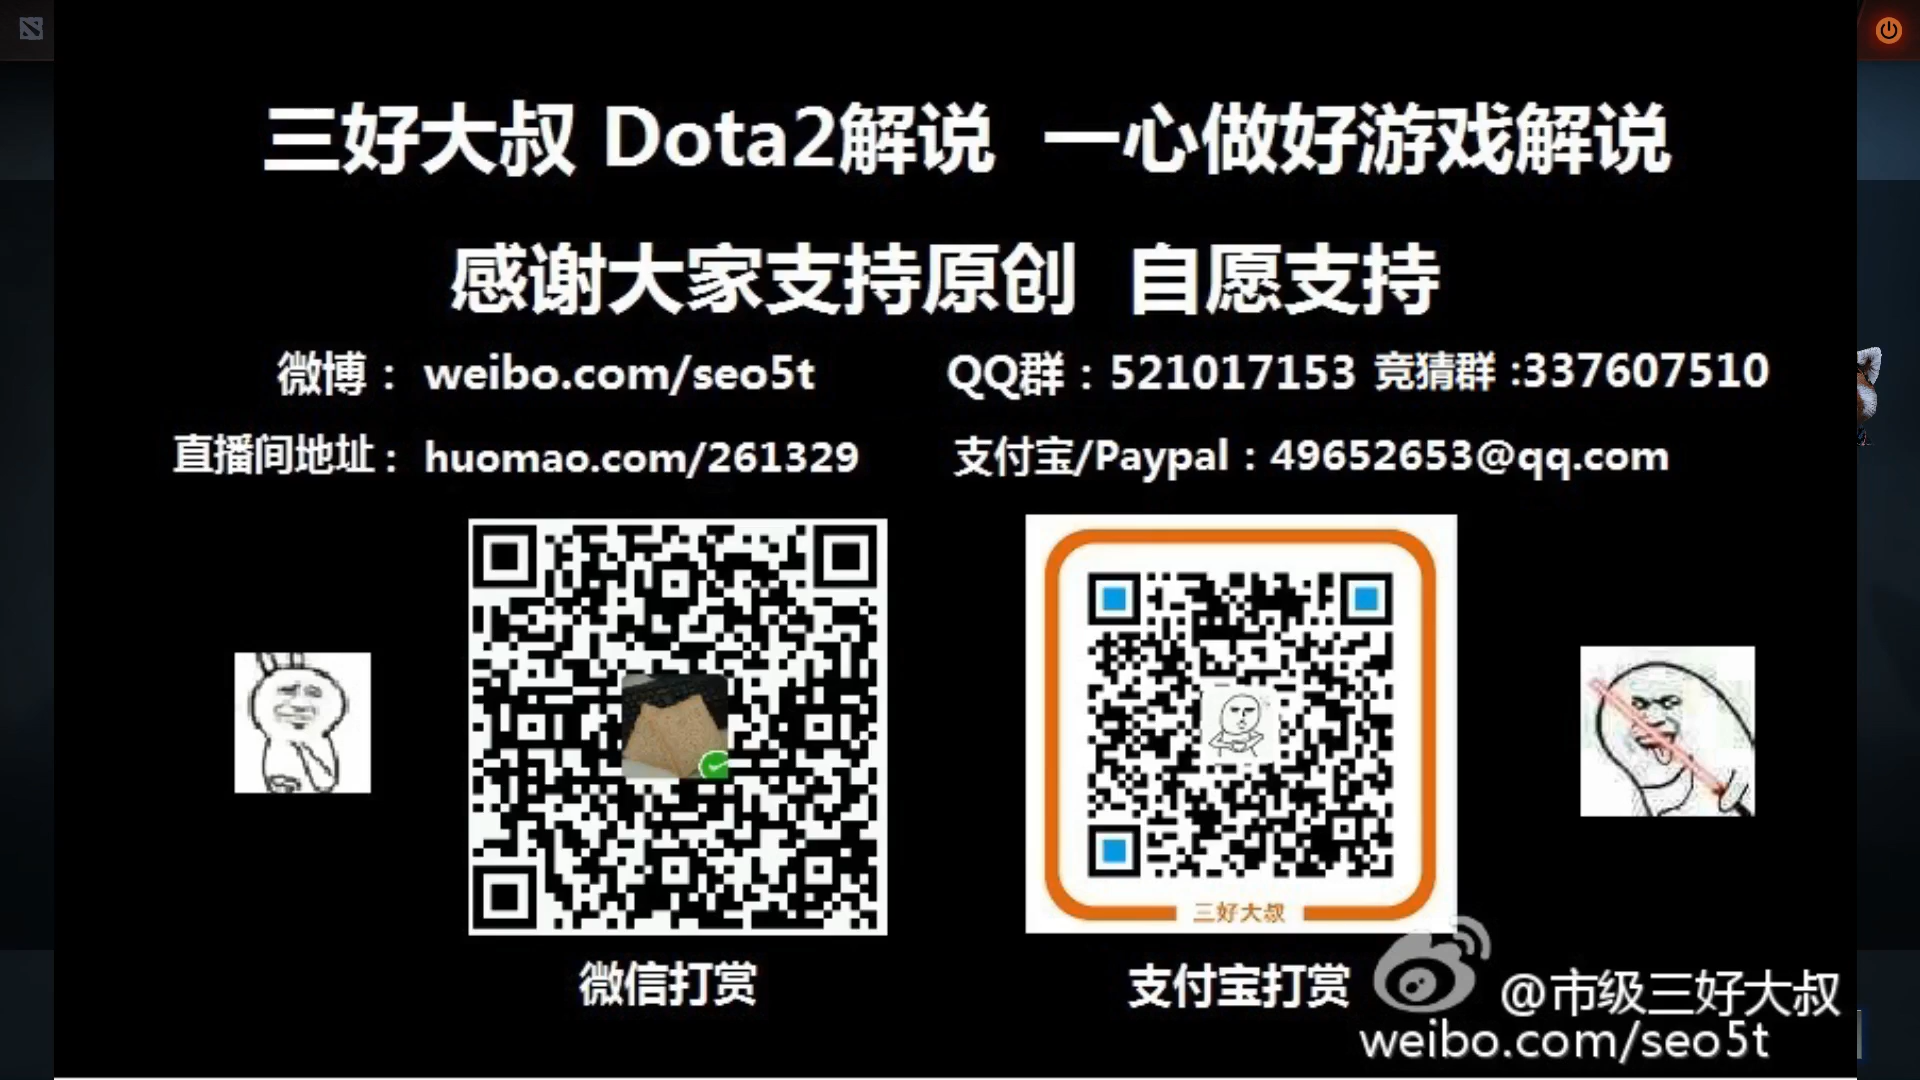 三好大叔 Dota2解说 一心做好游戏解说
感谢大家支持原创 自愿支持
微博： weibo.com/seo5t
QQ群：521017153 竞猜群 :337607510
直播间地址： huomao.com/261329
支付宝/Paypal：49652653@qq.com
三好大叔
微信打赏
支付宝打赏
@市级三好大叔
weibo.com/seo5t